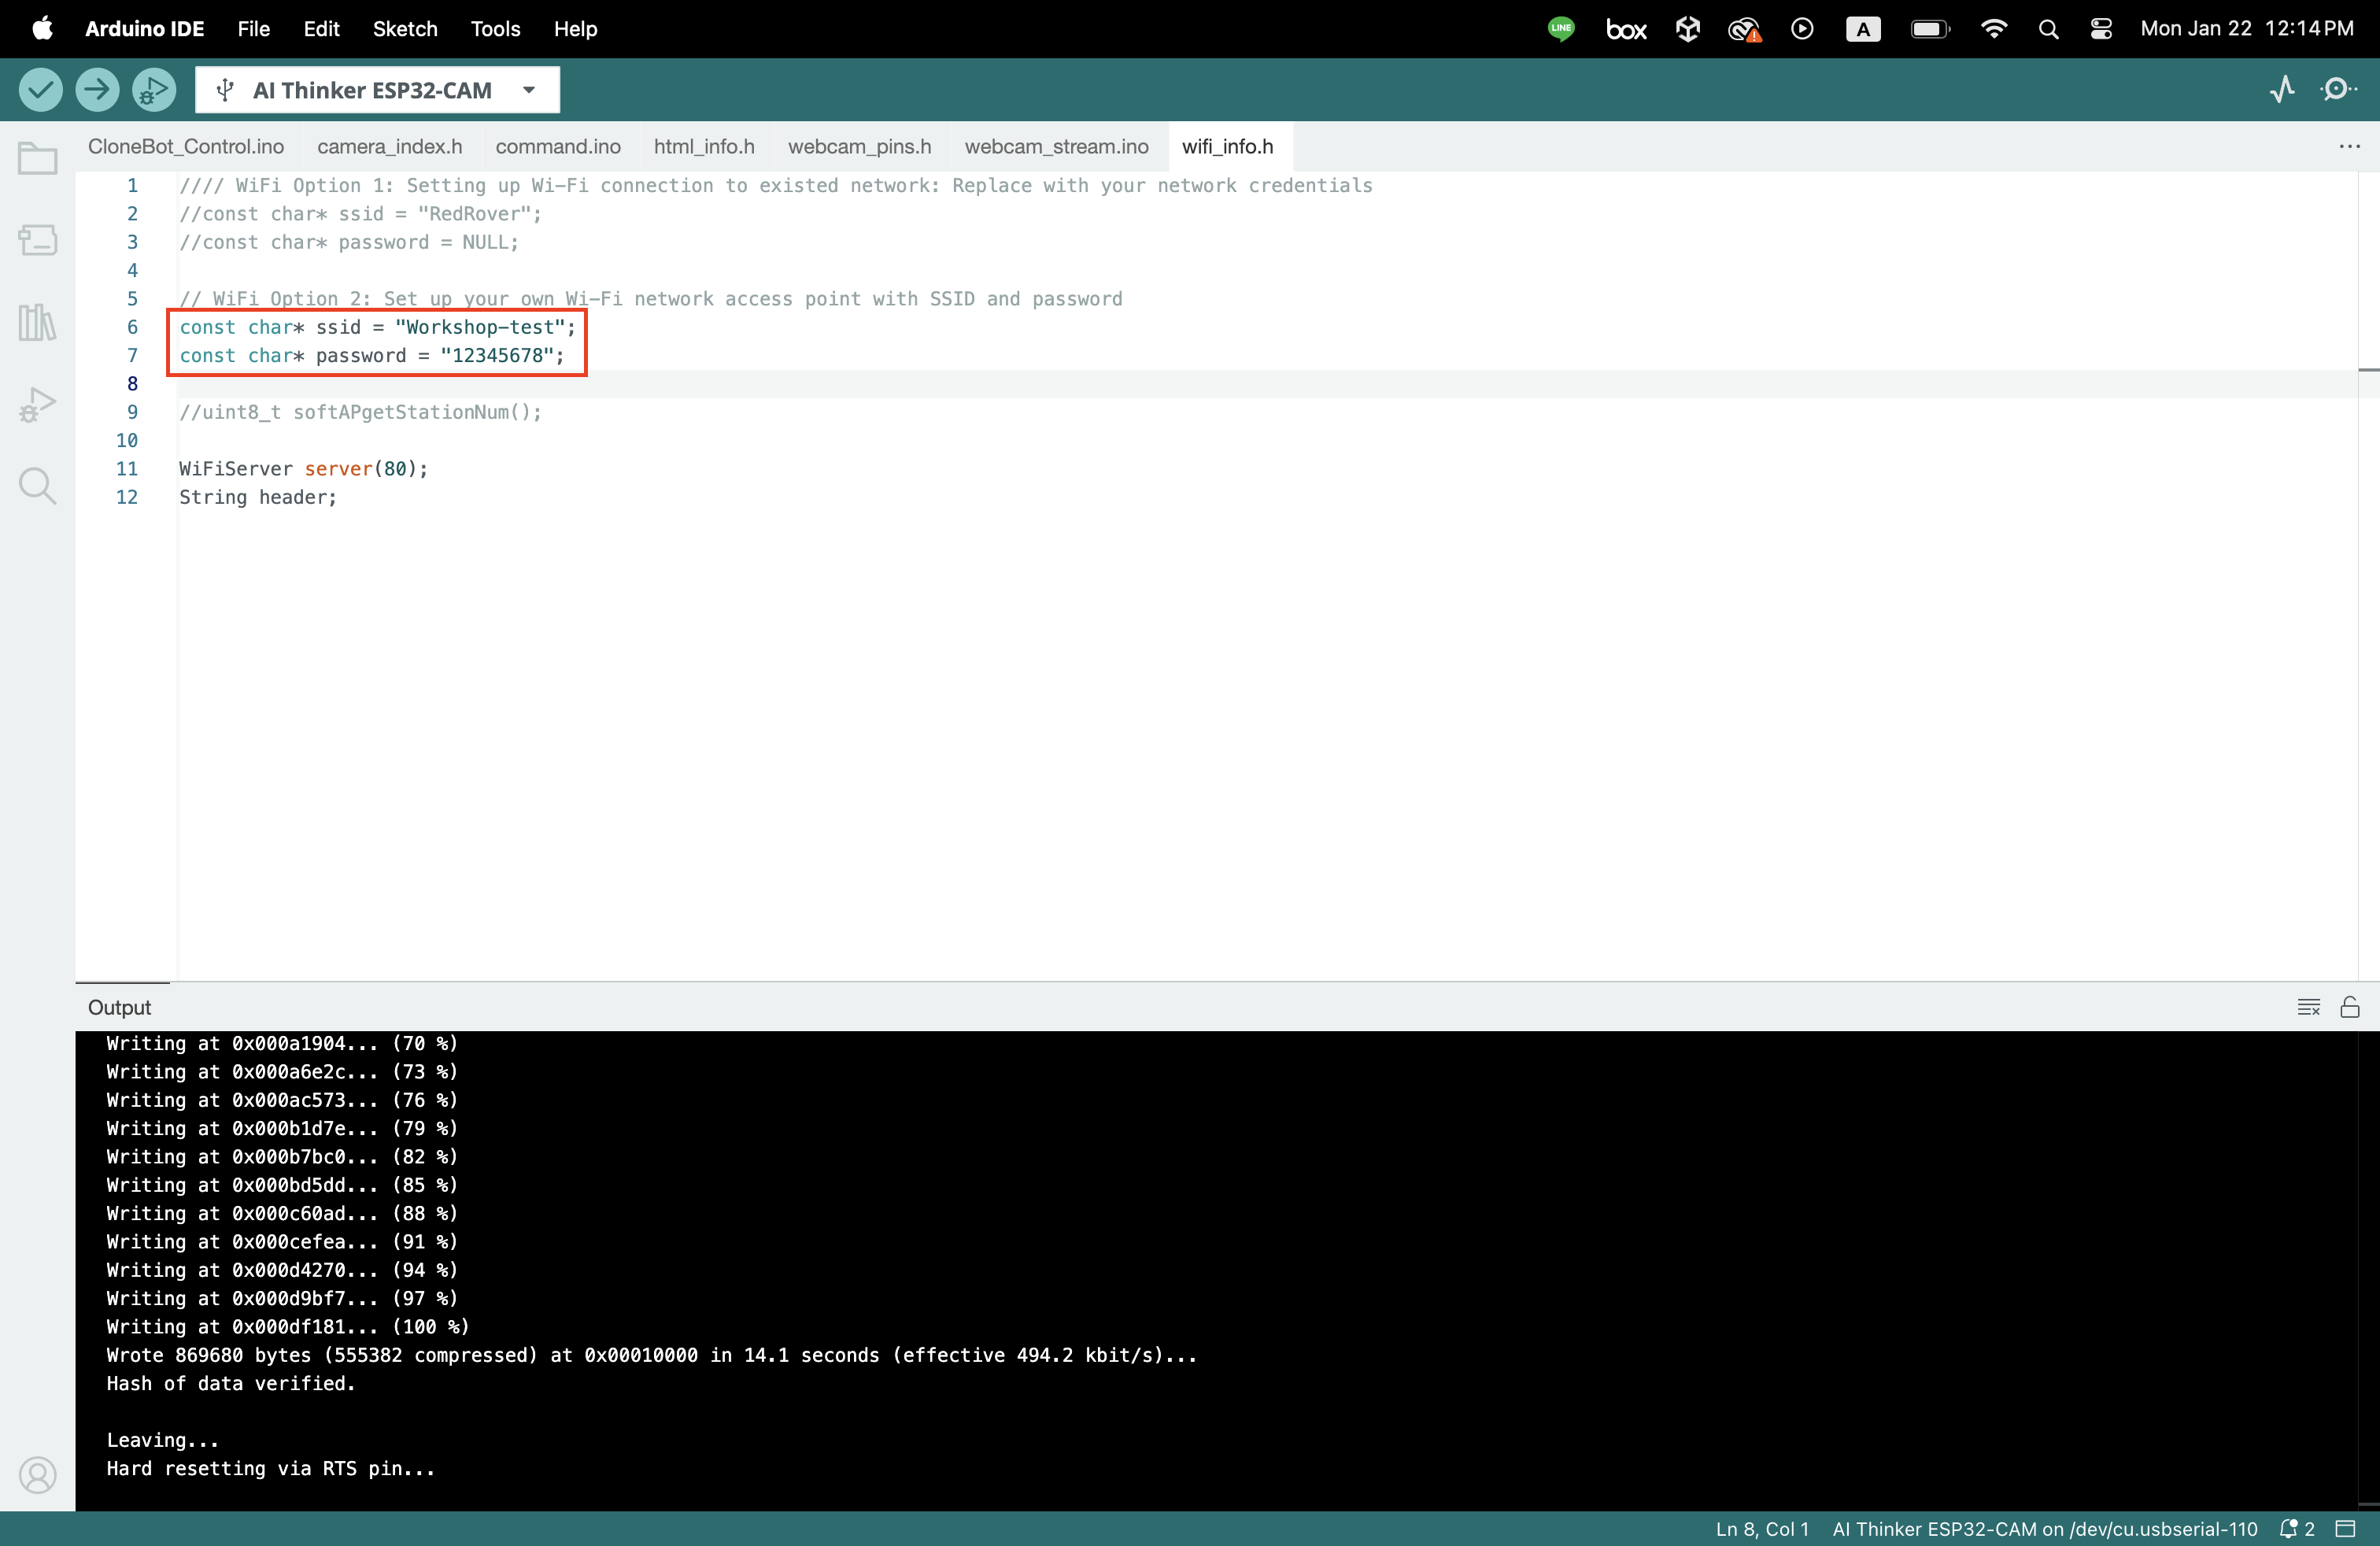 Arduino IDE File Edit Sketch Tools Help LINE box A Mon Jan 22 12:14 PM
AI Thinker ESP32-CAM
CloneBot_Control.ino camera_index.h command.ino html_info.h webcam_pins.h webcam_stream.ino wifi_info.h ...
1 //// WiFi Option 1: Setting up Wi-Fi connection to existed network: Replace with your network credentials
2 //const char* ssid = "RedRover";
3 //const char* password = NULL;
4
5 // WiFi Option 2: Set up your own Wi-Fi network access point with SSID and password
6 const char* ssid = "Workshop-test";
7 const char* password = "12345678";
8
9 //uint8_t softAPgetStationNum();
10
11 WiFiServer server(80);
12 String header;
Output
Writing at 0x000a1904... (70 %)
Writing at 0x000a6e2c... (73 %)
Writing at 0x000ac573... (76 %)
Writing at 0x000b1d7e... (79 %)
Writing at 0x000b7bc0... (82 %)
Writing at 0x000bd5dd... (85 %)
Writing at 0x000c60ad... (88 %)
Writing at 0x000cefea... (91 %)
Writing at 0x000d4270... (94 %)
Writing at 0x000d9bf7... (97 %)
Writing at 0x000df181... (100 %)
Wrote 869680 bytes (555382 compressed) at 0x00010000 in 14.1 seconds (effective 494.2 kbit/s)...
Hash of data verified.
Leaving...
Hard resetting via RTS pin...
Ln 8, Col 1 AI Thinker ESP32-CAM on /dev/cu.usbserial-110 2